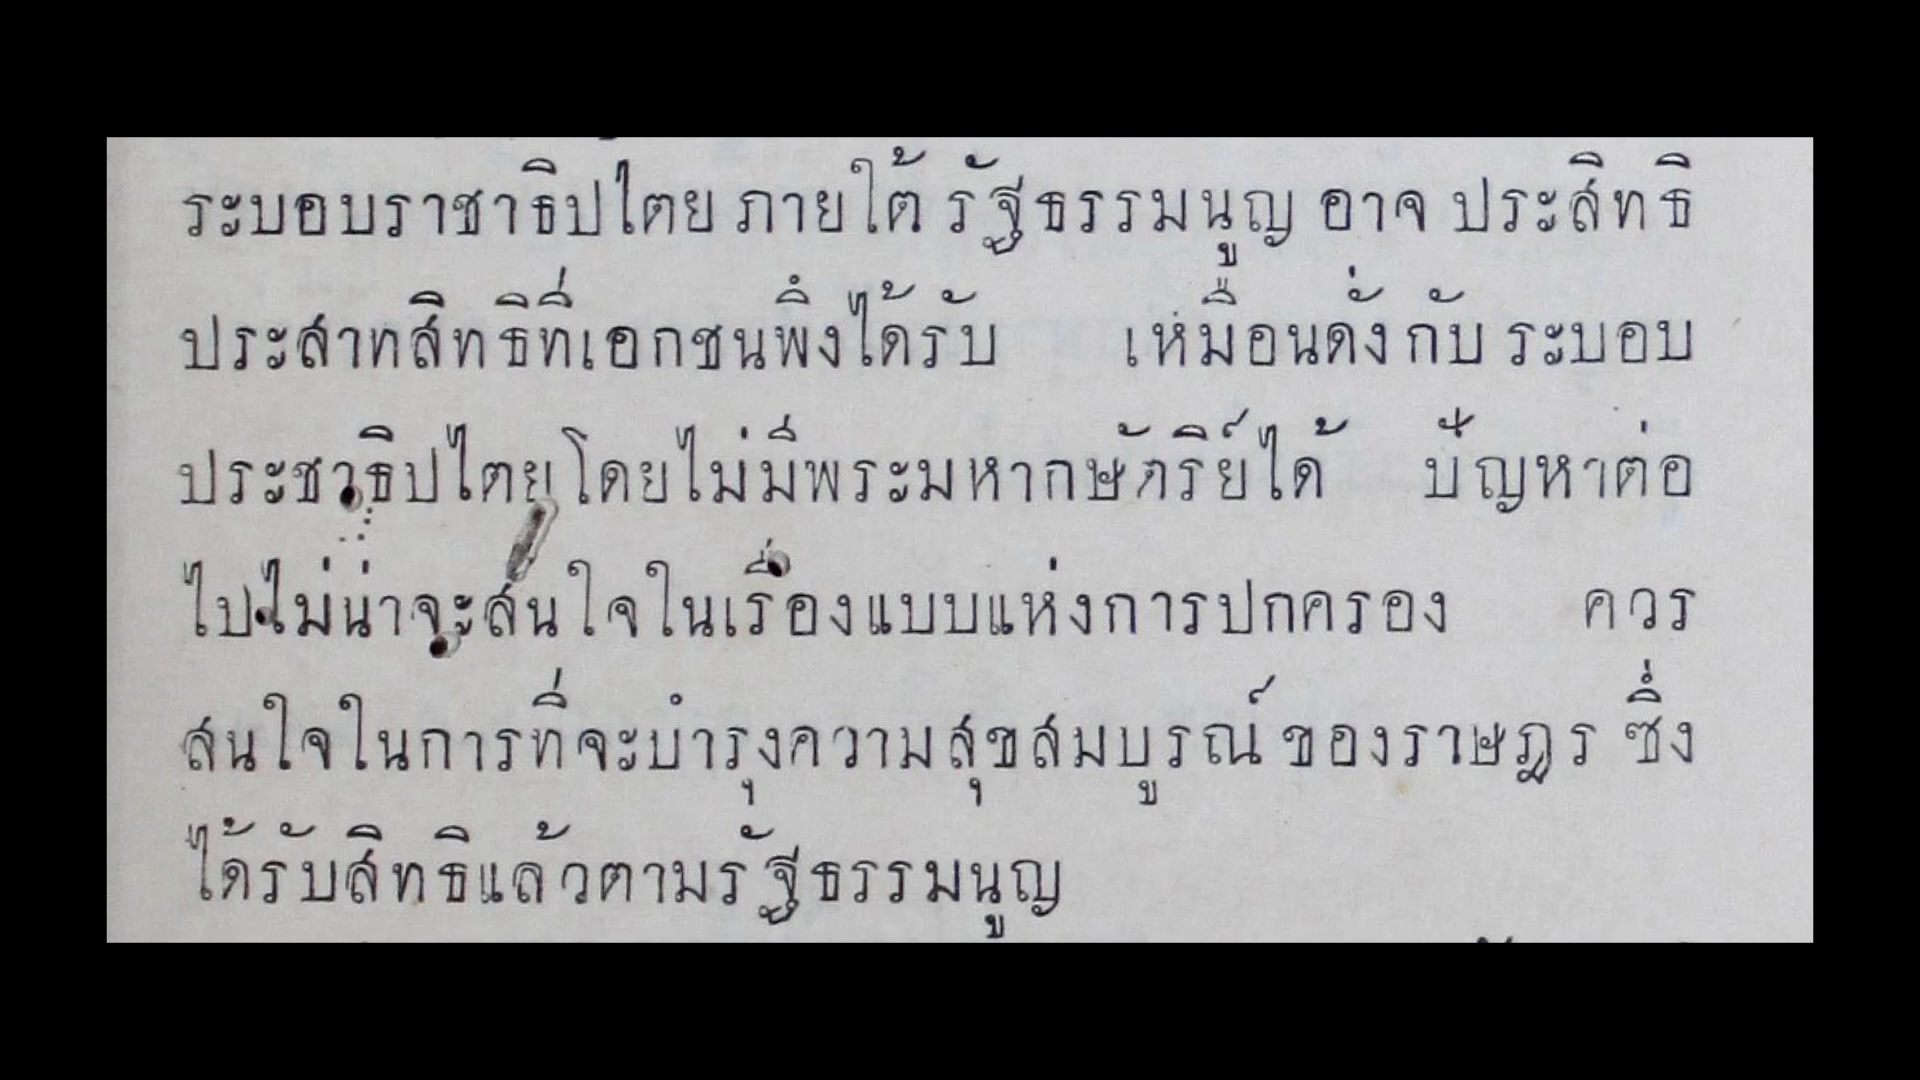 ระบอบราชาธิปไตย ภายใต้ รัฐธรรมนูญ อาจ ประสิทธิ
ประสาทสิทธิที่เอกชนพึงได้รับ เหมือนดั่งกับ ระบอบ
ประชาธิปไตยโดยไม่มีพระมหากษัตริย์ได้ ปัญหาต่อ
ไปไม่น่าจะสนใจในเรื่องแบบแห่งการปกครอง ควร
สนใจในการที่จะบำรุงความสุขสมบูรณ์ ของราษฎร ซึ่ง
ได้รับสิทธิแล้วตามรัฐธรรมนูญ